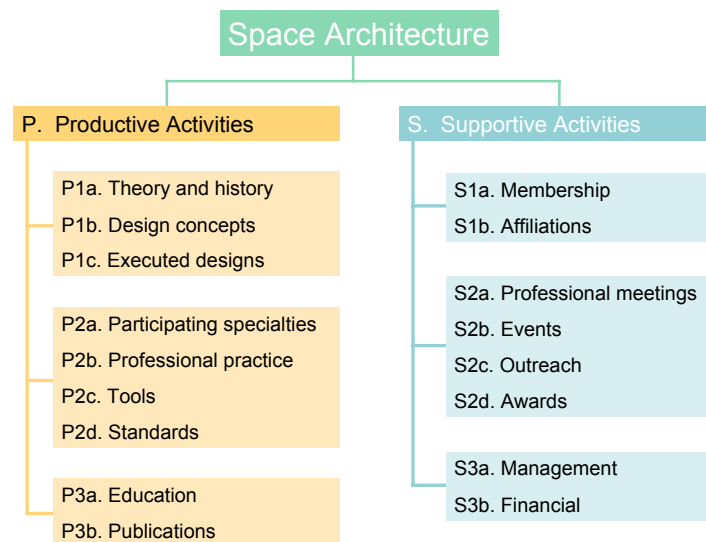 Space Architecture
P. Productive Activities
P1a. Theory and history
P1b. Design concepts
P1c. Executed designs
P2a. Participating specialties
P2b. Professional practice
P2c. Tools
P2d. Standards
P3a. Education
P3b. Publications
S. Supportive Activities
S1a. Membership
S1b. Affiliations
S2a. Professional meetings
S2b. Events
S2c. Outreach
S2d. Awards
S3a. Management
S3b. Financial